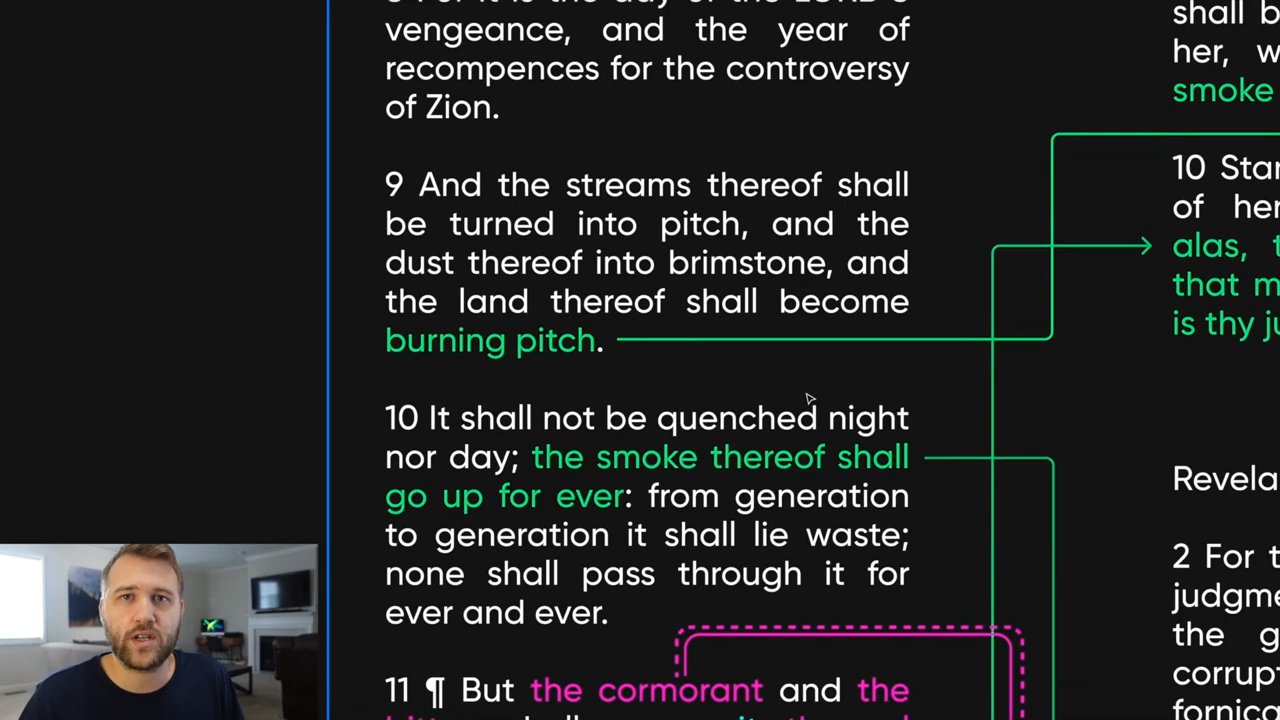 vengeance, and the year of
recompences for the controversy
of Zion.
9 And the streams thereof shall
be turned into pitch, and the
dust thereof into brimstone, and
the land thereof shall become
burning pitch.
10 It shall not be quenched night
nor day; the smoke thereof shall
go up for ever: from generation
to generation it shall lie waste;
none shall pass through it for
ever and ever.
11 ¶ But the cormorant and the
shall b
her, w
smoke
10 Star
of her
alas, t
that m
is thy ju
Revela
2 For t
judgme
the g
corrup